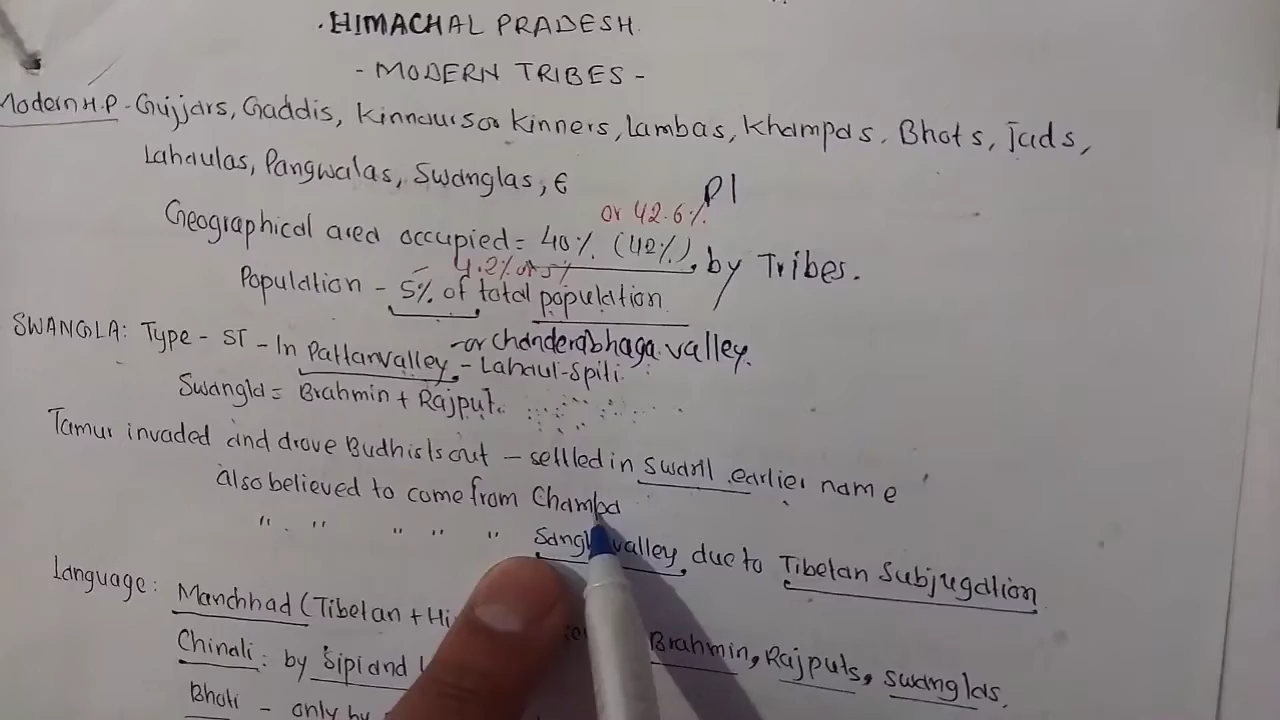 . HIMACHAL PRADESH.
- MODERN TRIBES -
Modern H.P - Gujjars, Gaddis, Kinnaurs or Kinners, Lambas, Khampas, Bhots, Jads,
Lahaulas, Pangwalas, Swanglas, E
P1
or 42.6%
Geographical area occupied = 40% (42%), by Tribes.
4.2% or 5%
Population - 5% of total population
SWANGLA: Type - ST - In Pattanvalley - Lahaul-Spiti.
- or chanderabhaga valley.
Swangla = Brahmin + Rajput.
Tamur invaded and drove Budhists out - settled in Swaril earlier name
also believed to come from Chamba
" " " " " valley due to Tibetan Subjugation
Language: Manchhad (Tibetan + Brahmin, Rajputs, swanglas.
Chinali: by Sipi and
Bhoti - only by